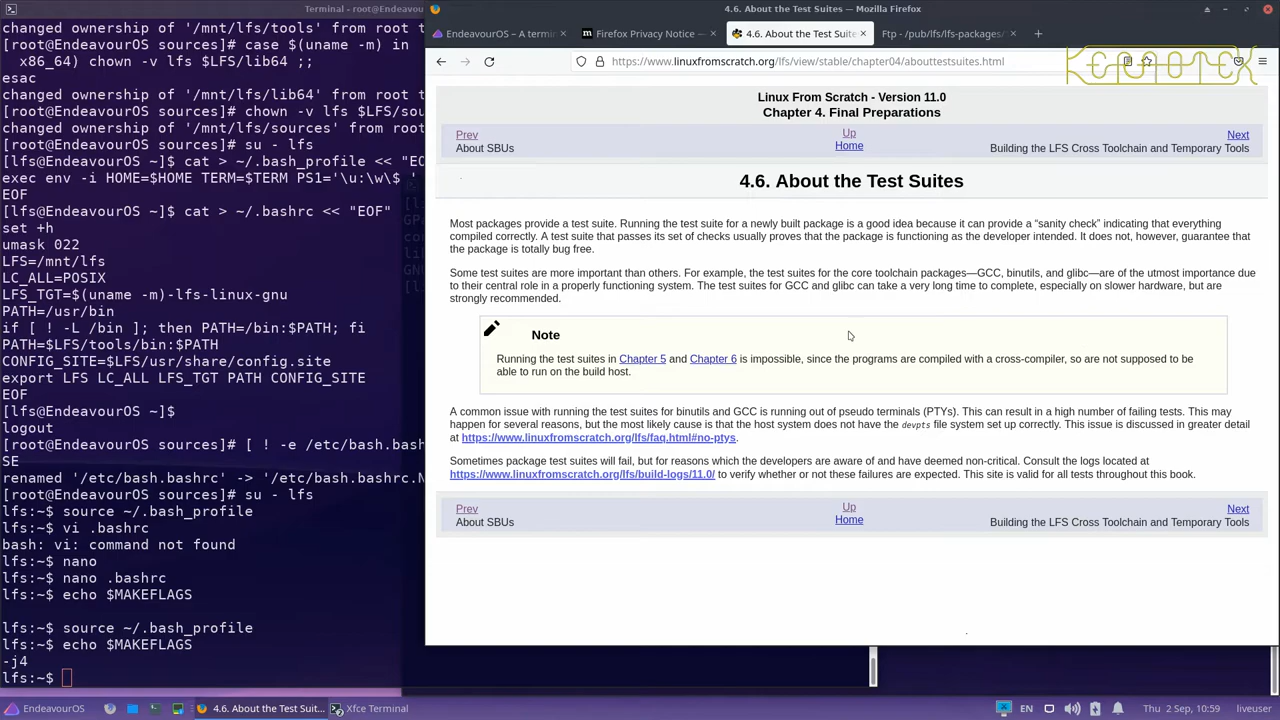 Terminal - root@Endeavour
changed ownership of '/mnt/lfs/tools' from root t
[root@EndeavourOS sources]# case $(uname -m) in
  x86_64) chown -v lfs $LFS/lib64 ;;
esac
changed ownership of '/mnt/lfs/lib64' from root t
[root@EndeavourOS sources]# chown -v lfs $LFS/sou
changed ownership of '/mnt/lfs/sources' from root
[root@EndeavourOS sources]# su - lfs
[lfs@EndeavourOS ~]$ cat > ~/.bash_profile << "EO
exec env -i HOME=$HOME TERM=$TERM PS1='\u:\w\$ '
EOF
[lfs@EndeavourOS ~]$ cat > ~/.bashrc << "EOF"
set +h
umask 022
LFS=/mnt/lfs
LC_ALL=POSIX
LFS_TGT=$(uname -m)-lfs-linux-gnu
PATH=/usr/bin
if [ ! -L /bin ]; then PATH=/bin:$PATH; fi
PATH=$LFS/tools/bin:$PATH
CONFIG_SITE=$LFS/usr/share/config.site
export LFS LC_ALL LFS_TGT PATH CONFIG_SITE
EOF
[lfs@EndeavourOS ~]$
logout
[root@EndeavourOS sources]# [ ! -e /etc/bash.bash
SE
renamed '/etc/bash.bashrc' -> '/etc/bash.bashrc.N
[root@EndeavourOS sources]# su - lfs
lfs:~$ source ~/.bash_profile
lfs:~$ vi .bashrc
bash: vi: command not found
lfs:~$ nano
lfs:~$ nano .bashrc
lfs:~$ echo $MAKEFLAGS
lfs:~$ source ~/.bash_profile
lfs:~$ echo $MAKEFLAGS
-j4
lfs:~$
4.6. About the Test Suites — Mozilla Firefox
EndeavourOS – A termi
Firefox Privacy Notice —
4.6. About the Test Suite
Ftp - /pub/lfs/lfs-packages/
https://www.linuxfromscratch.org/lfs/view/stable/chapter04/abouttestsuites.html
KENNOTEX
Linux From Scratch - Version 11.0
Chapter 4. Final Preparations
Prev Up Next
About SBUs Home Building the LFS Cross Toolchain and Temporary Tools
4.6. About the Test Suites
Most packages provide a test suite. Running the test suite for a newly built package is a good idea because it can provide a “sanity check” indicating that everything
compiled correctly. A test suite that passes its set of checks usually proves that the package is functioning as the developer intended. It does not, however, guarantee that
the package is totally bug free.
Some test suites are more important than others. For example, the test suites for the core toolchain packages—GCC, binutils, and glibc—are of the utmost importance due
to their central role in a properly functioning system. The test suites for GCC and glibc can take a very long time to complete, especially on slower hardware, but are
strongly recommended.
Note
Running the test suites in Chapter 5 and Chapter 6 is impossible, since the programs are compiled with a cross-compiler, so are not supposed to be
able to run on the build host.
A common issue with running the test suites for binutils and GCC is running out of pseudo terminals (PTYs). This can result in a high number of failing tests. This may
happen for several reasons, but the most likely cause is that the host system does not have the devpts file system set up correctly. This issue is discussed in greater detail
at https://www.linuxfromscratch.org/lfs/faq.html#no-ptys.
Sometimes package test suites will fail, but for reasons which the developers are aware of and have deemed non-critical. Consult the logs located at
https://www.linuxfromscratch.org/lfs/build-logs/11.0/ to verify whether or not these failures are expected. This site is valid for all tests throughout this book.
Prev Up Next
About SBUs Home Building the LFS Cross Toolchain and Temporary Tools
EndeavourOS
4.6. About the Test Suit...
Xfce Terminal
EN
Thu 2 Sep, 10:59
liveuser